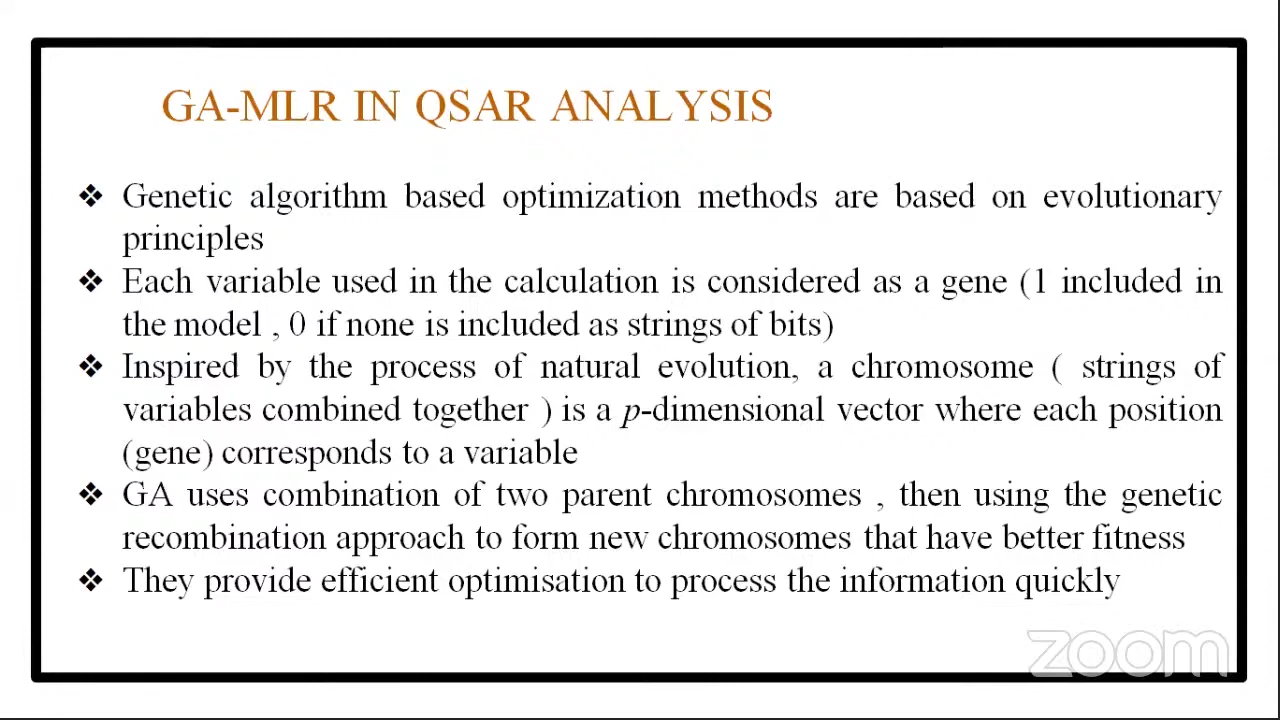 GA-MLR IN QSAR ANALYSIS
❖ Genetic algorithm based optimization methods are based on evolutionary
principles
❖ Each variable used in the calculation is considered as a gene (1 included in
the model , 0 if none is included as strings of bits)
❖ Inspired by the process of natural evolution, a chromosome ( strings of
variables combined together ) is a p-dimensional vector where each position
(gene) corresponds to a variable
❖ GA uses combination of two parent chromosomes , then using the genetic
recombination approach to form new chromosomes that have better fitness
❖ They provide efficient optimisation to process the information quickly
zoom